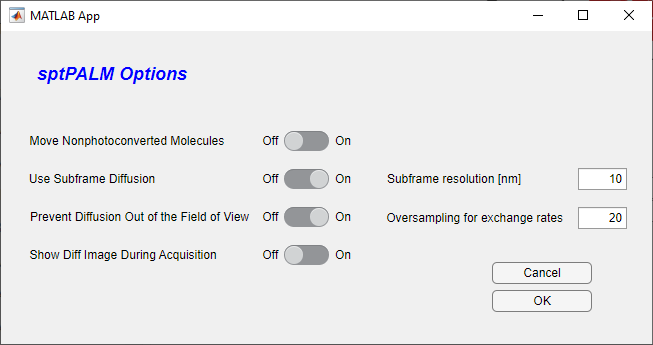 MATLAB App
sptPALM Options
Move Nonphotoconverted Molecules Off On
Use Subframe Diffusion Off On Subframe resolution [nm] 10
Prevent Diffusion Out of the Field of View Off On Oversampling for exchange rates 20
Show Diff Image During Acquisition Off On
Cancel
OK